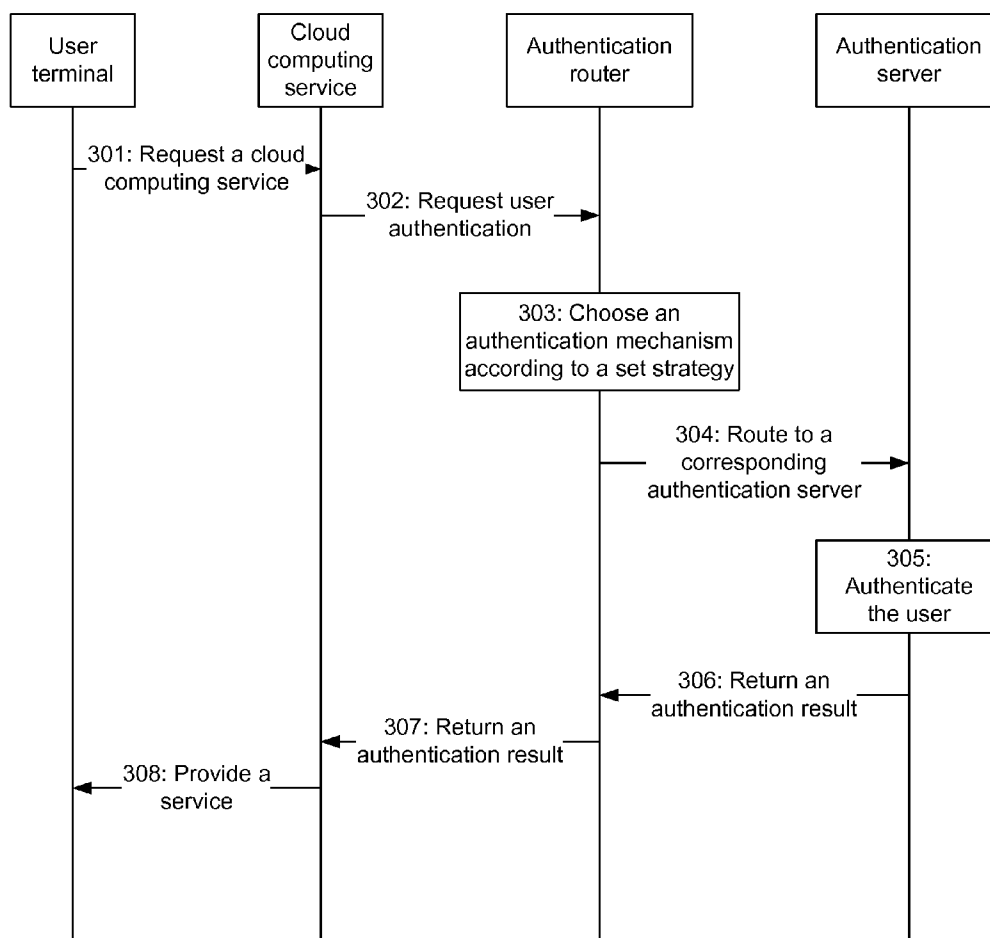 User
terminal
Cloud
computing
service
Authentication
router
Authentication
server
301: Request a cloud
computing service
302: Request user
authentication
303: Choose an
authentication mechanism
according to a set strategy
304: Route to a
corresponding
authentication server
305:
Authenticate
the user
306: Return an
authentication result
307: Return an
authentication result
308: Provide a
service